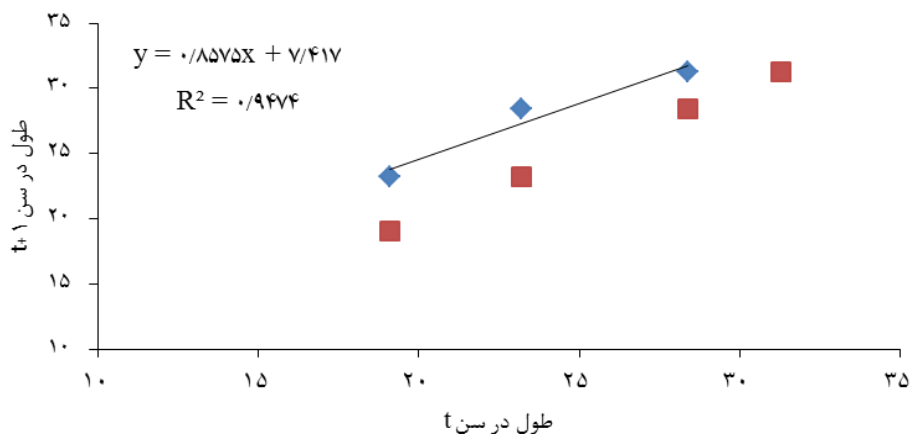 y = ۰/۸۵۷۵x + ۷/۴۱۷
R² = ۰/۹۴۷۴
۳۵
۳۰
۲۵
۲۰
۱۵
۱۰
طول در سن t+ ۱
۱۰ ۱۵ ۲۰ ۲۵ ۳۰ ۳۵
طول در سن t